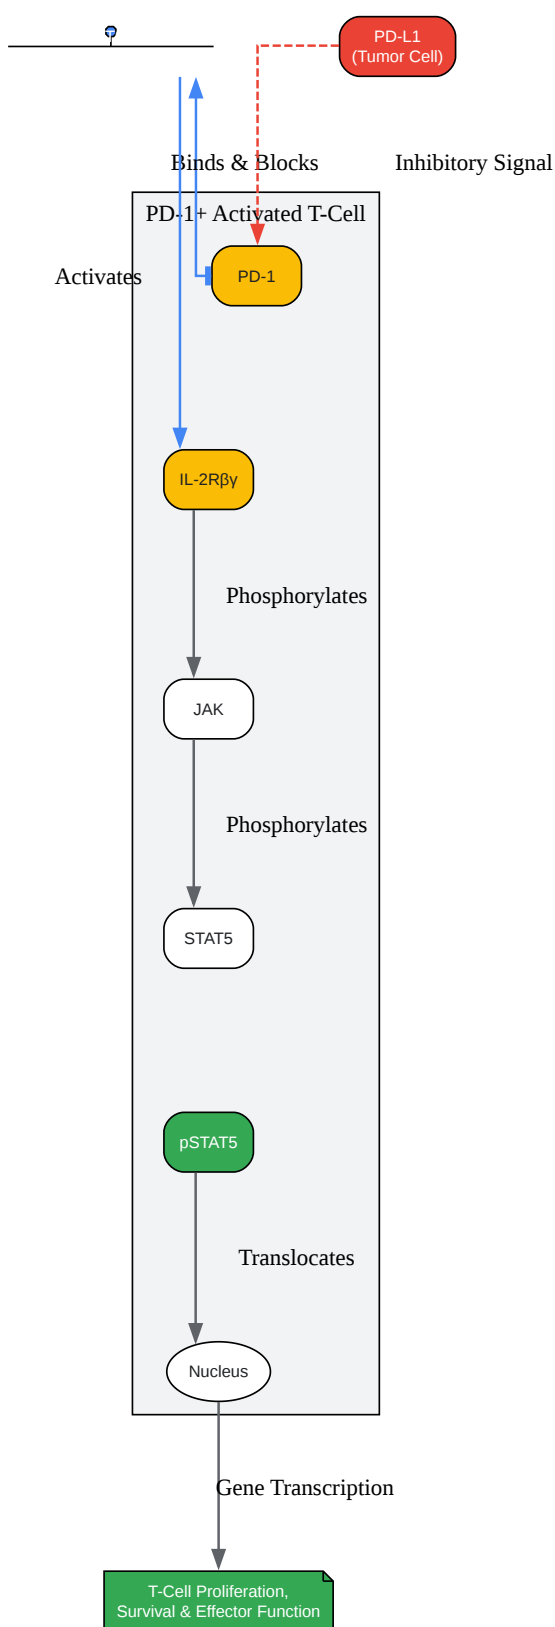 PD-L1
(Tumor Cell)
Binds & Blocks
Inhibitory Signal
PD-1+ Activated T-Cell
Activates
PD-1
IL-2Rβγ
Phosphorylates
JAK
Phosphorylates
STAT5
pSTAT5
Translocates
Nucleus
Gene Transcription
T-Cell Proliferation,
Survival & Effector Function